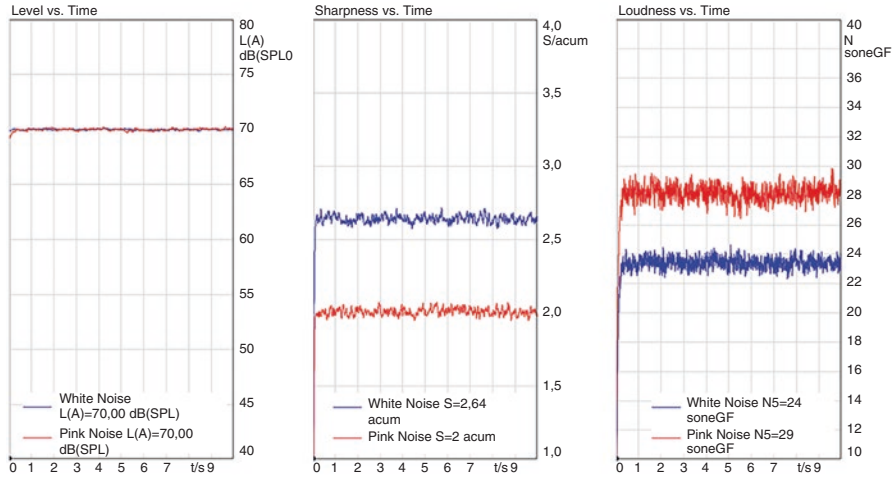 Level vs. Time
80
L(A)
dB(SPL0
75
70
65
60
55
50
45
40
White Noise
L(A)=70,00 dB(SPL)
Pink Noise L(A)=70,00
dB(SPL)
0 1 2 3 4 5 6 7 t/s 9
Sharpness vs. Time
4,0
S/acum
3,5
3,0
2,5
2,0
1,5
1,0
White Noise S=2,64
acum
Pink Noise S=2 acum
0 1 2 3 4 5 6 7 t/s 9
Loudness vs. Time
40
N
soneGF
36
34
32
30
28
26
24
22
20
18
16
14
12
10
White Noise N5=24
soneGF
Pink Noise N5=29
soneGF
0 1 2 3 4 5 6 7 t/s 9